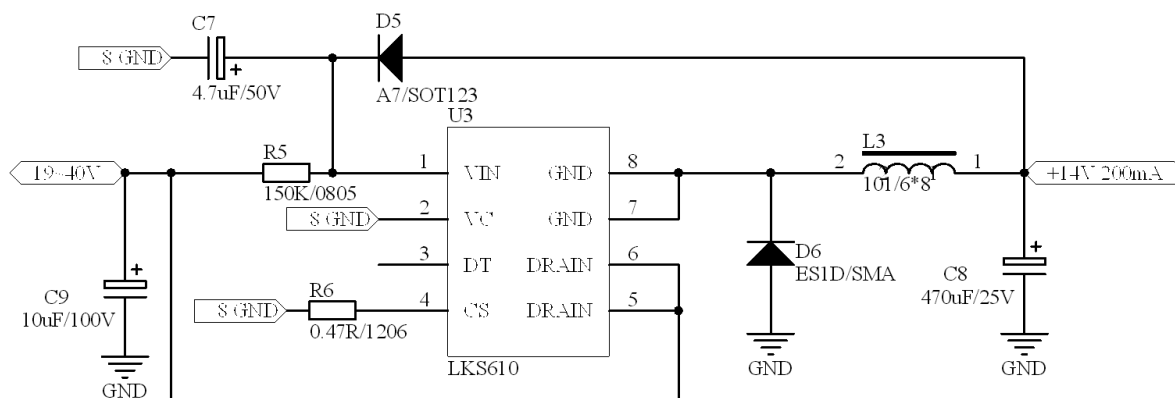 C7
D5
S GND
4.7uF/50V
A7/SOT123
U3
L3
19~40V
R5
1
VIN
GND
8
2
1
+14V 200mA
150K/0805
101/6*8
S GND
2
VC
GND
7
3
DT
DRAIN
6
D6
ES1D/SMA
C9
10uF/100V
S GND
R6
4
CS
DRAIN
5
C8
470uF/25V
0.47R/1206
LKS610
GND
GND
GND